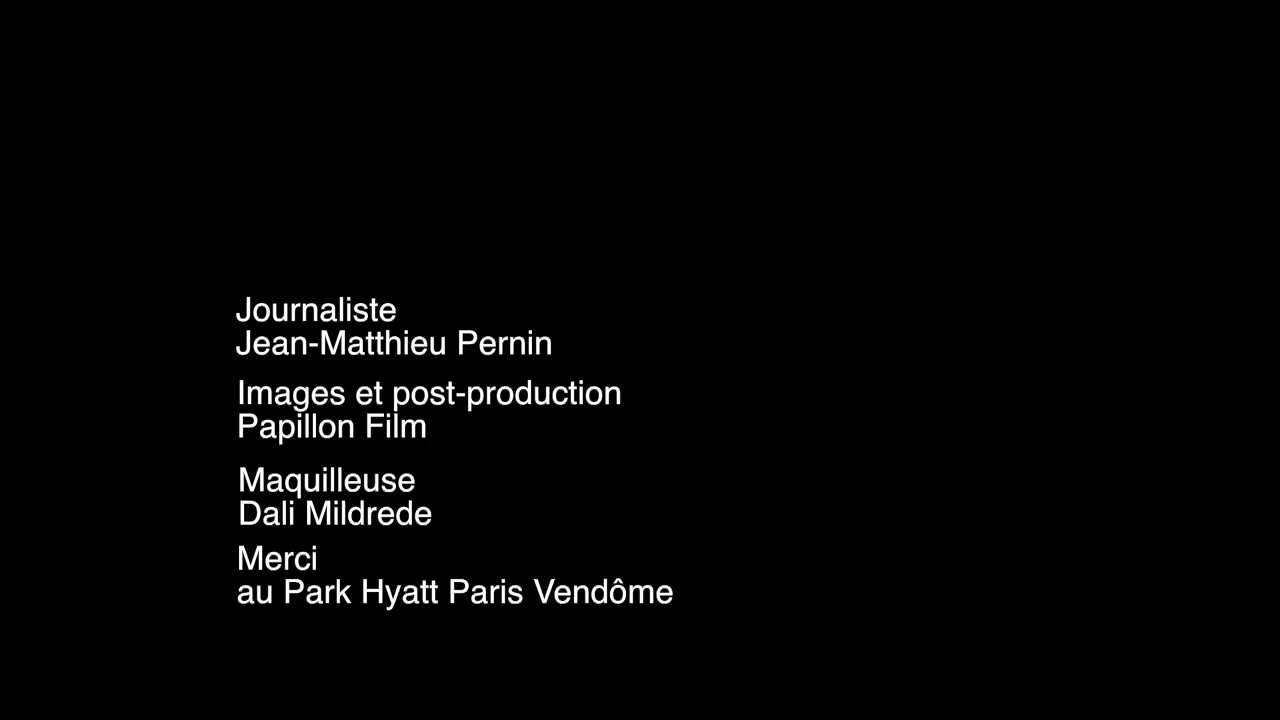 Journaliste
Jean-Matthieu Pernin
Images et post-production
Papillon Film
Maquilleuse
Dali Mildrede
Merci
au Park Hyatt Paris Vendôme